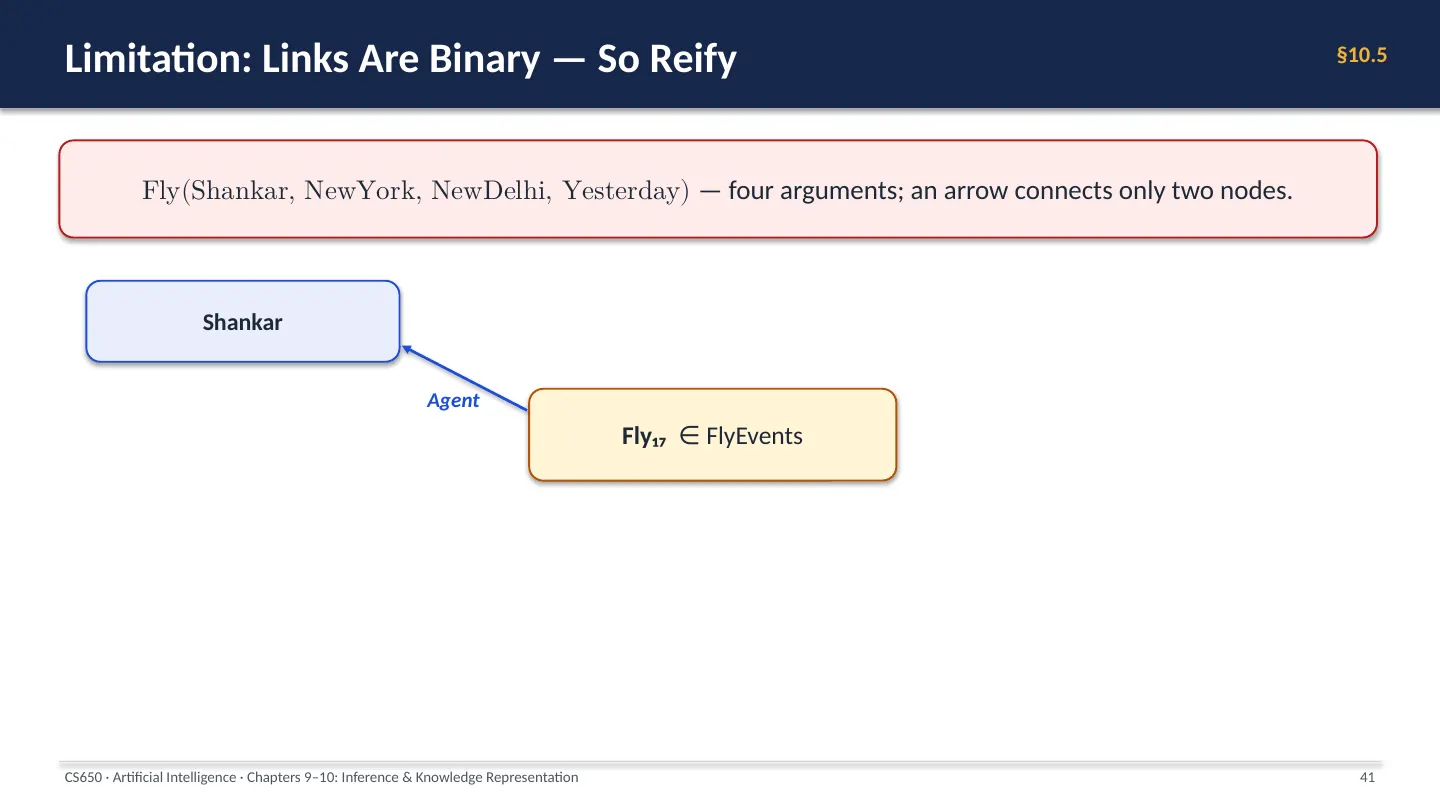 Limitation: Links Are Binary — So Reify
§10.5
Fly(Shankar, NewYork, NewDelhi, Yesterday) — four arguments; an arrow connects only two nodes.
Shankar
Agent
Fly₁₇ ∈ FlyEvents
CS650 · Artificial Intelligence · Chapters 9–10: Inference & Knowledge Representation
41